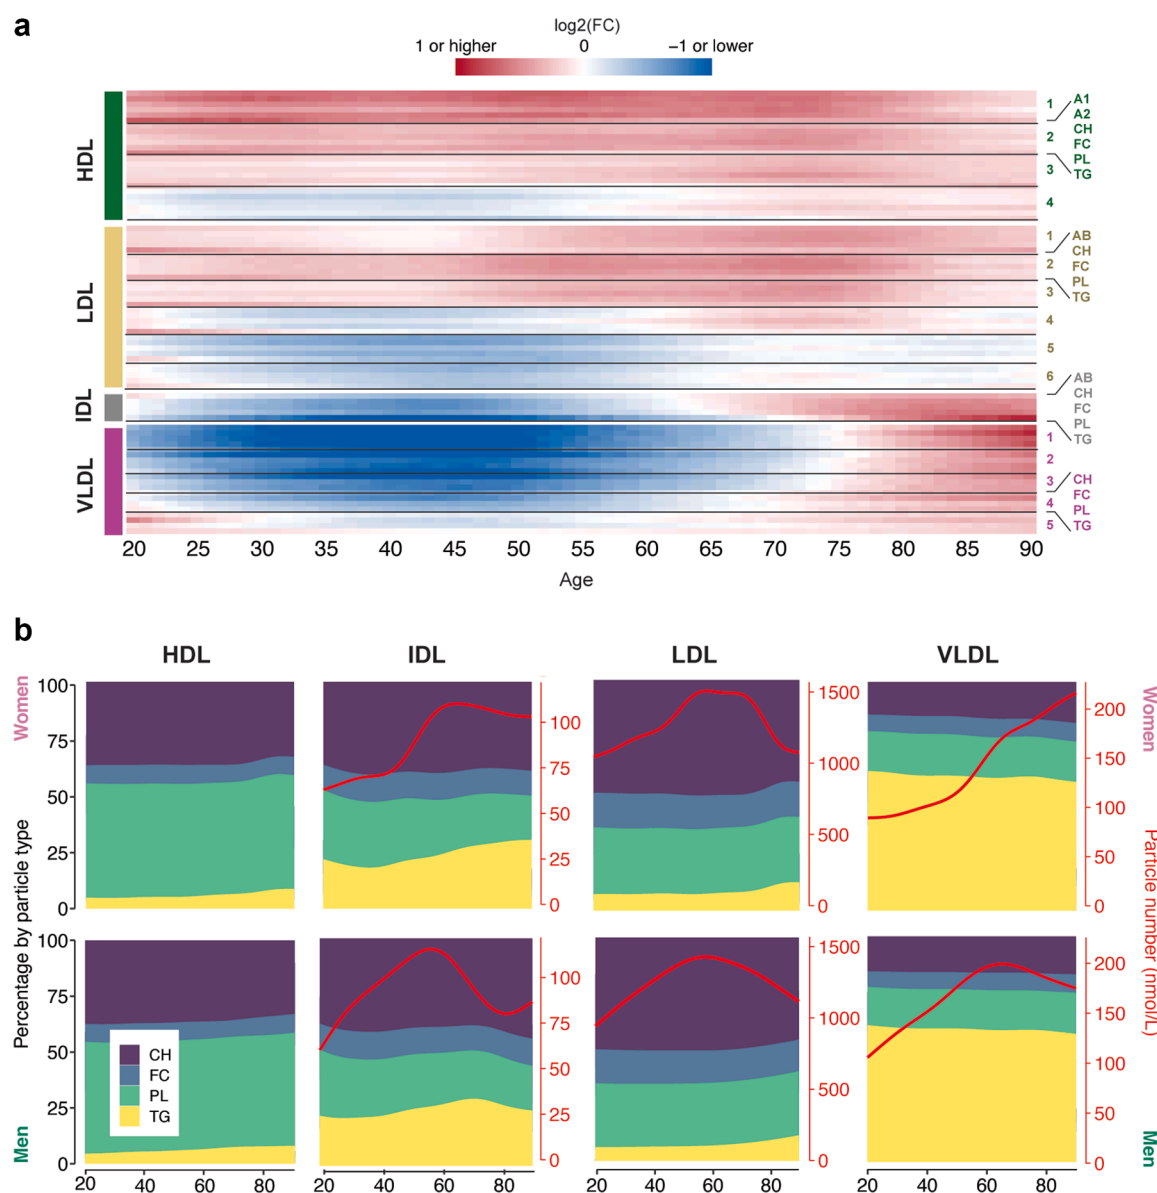 a
log2(FC)
1 or higher 0 −1 or lower
HDL
1
2
3
4
A1
A2
CH
FC
PL
TG
LDL
1
2
3
4
5
6
AB
CH
FC
PL
TG
IDL
AB
CH
FC
PL
TG
VLDL
1
2
3
4
5
CH
FC
PL
TG
20 25 30 35 40 45 50 55 60 65 70 75 80 85 90
Age
b
HDL IDL LDL VLDL
Women
Women
Percentage by particle type
Particle number (nmol/L)
100
75
50
25
0
100
75
50
25
0
1500
1000
500
0
200
150
100
50
0
Men
Men
100
75
50
25
0
CH
FC
PL
TG
100
75
50
25
0
1500
1000
500
0
200
150
100
50
0
20 40 60 80 20 40 60 80 20 40 60 80 20 40 60 80